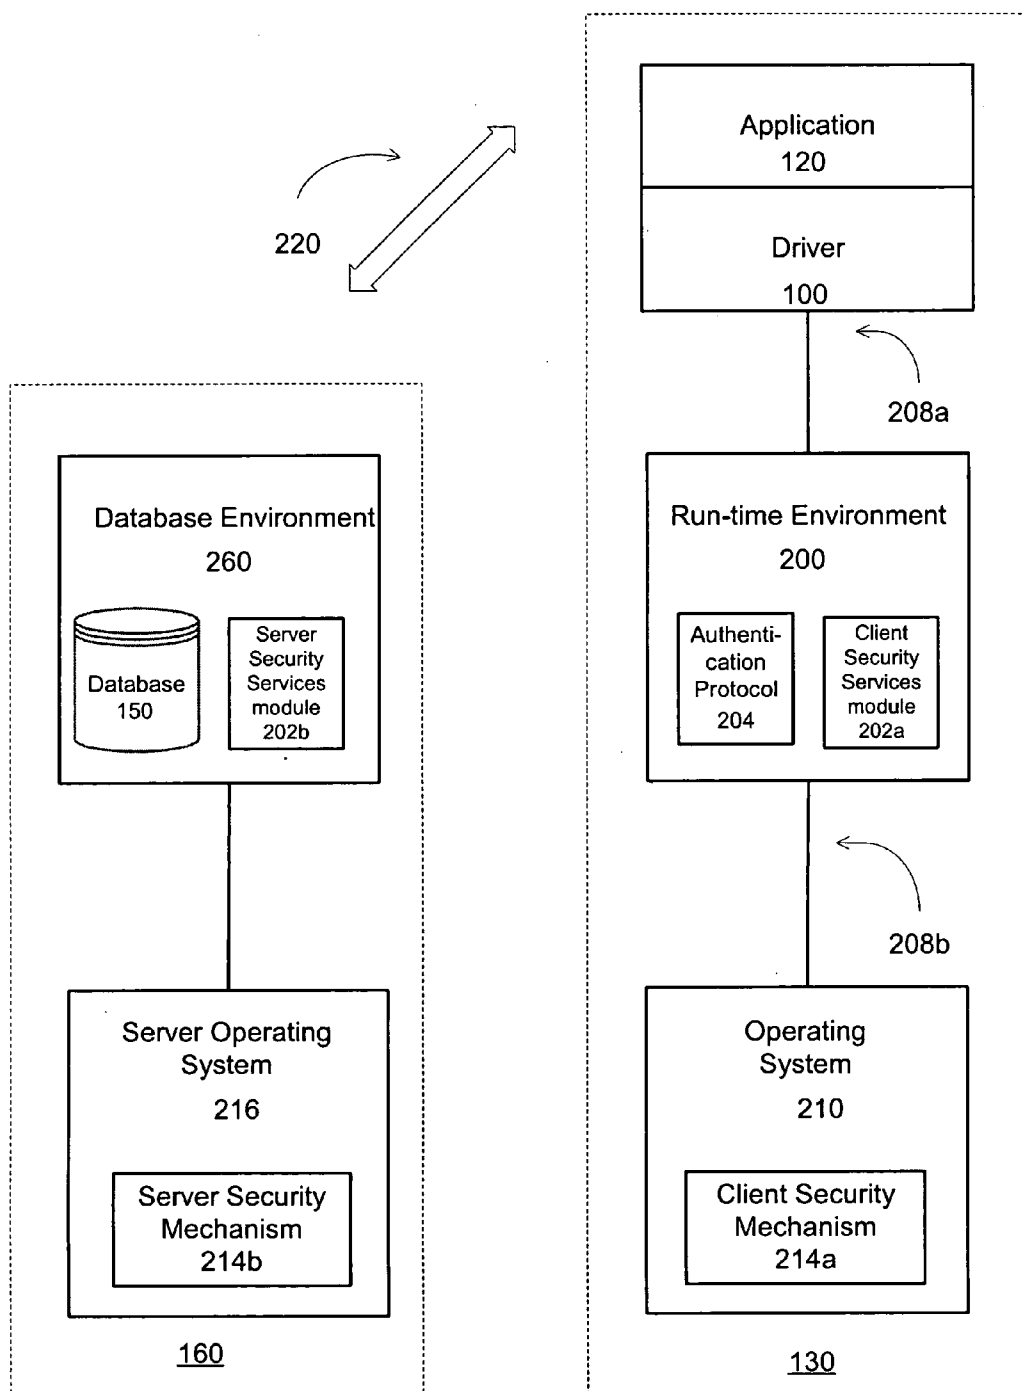 Application
120
Driver
100
220
208a
Database Environment
260
Database
150
Server
Security
Services
module
202b
Run-time Environment
200
Authenti-
cation
Protocol
204
Client
Security
Services
module
202a
208b
Server Operating
System
216
Server Security
Mechanism
214b
Operating
System
210
Client Security
Mechanism
214a
160
130